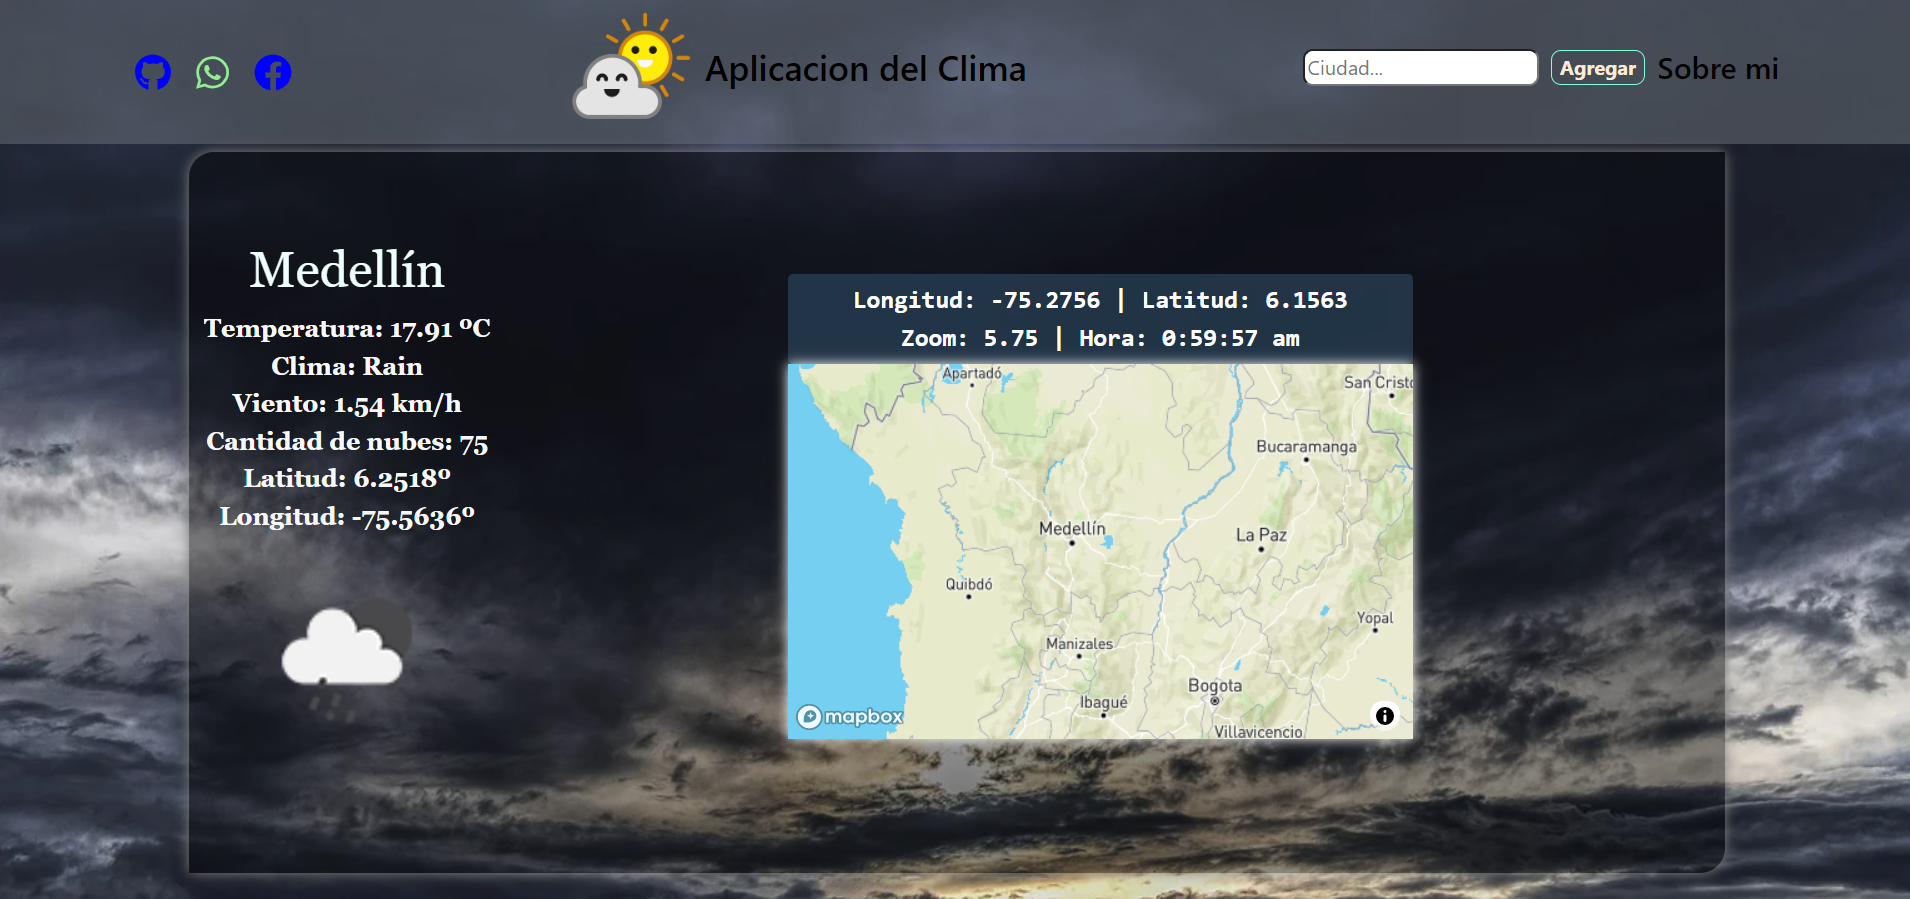 Aplicacion del Clima
Ciudad...
Agregar
Sobre mi
Medellín
Temperatura: 17.91 ºC
Clima: Rain
Viento: 1.54 km/h
Cantidad de nubes: 75
Latitud: 6.2518º
Longitud: -75.5636º
Longitud: -75.2756 | Latitud: 6.1563
Zoom: 5.75 | Hora: 0:59:57 am
Apartadó
San Cristó
Bucaramanga
Medellín
La Paz
Quibdó
Yopal
Manizales
Bogota
Ibagué
mapbox
Villavicencio